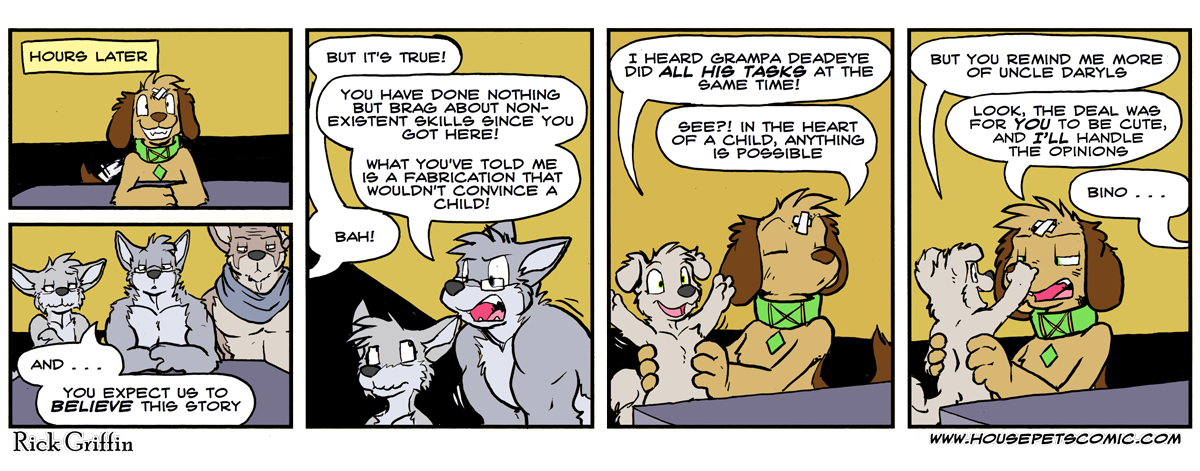 HOURS LATER
AND . . .
YOU EXPECT US TO
BELIEVE THIS STORY
BUT IT'S TRUE!
YOU HAVE DONE NOTHING
BUT BRAG ABOUT NON-
EXISTENT SKILLS SINCE YOU
GOT HERE!
WHAT YOU'VE TOLD ME
IS A FABRICATION THAT
WOULDN'T CONVINCE A
CHILD!
BAH!
I HEARD GRAMPA DEADEYE
DID ALL HIS TASKS AT THE
SAME TIME!
SEE?! IN THE HEART
OF A CHILD, ANYTHING
IS POSSIBLE
BUT YOU REMIND ME MORE
OF UNCLE DARYLS
LOOK, THE DEAL WAS
FOR YOU TO BE CUTE,
AND I'LL HANDLE
THE OPINIONS
BINO . . .
Rick Griffin
WWW.HOUSEPETSCOMIC.COM